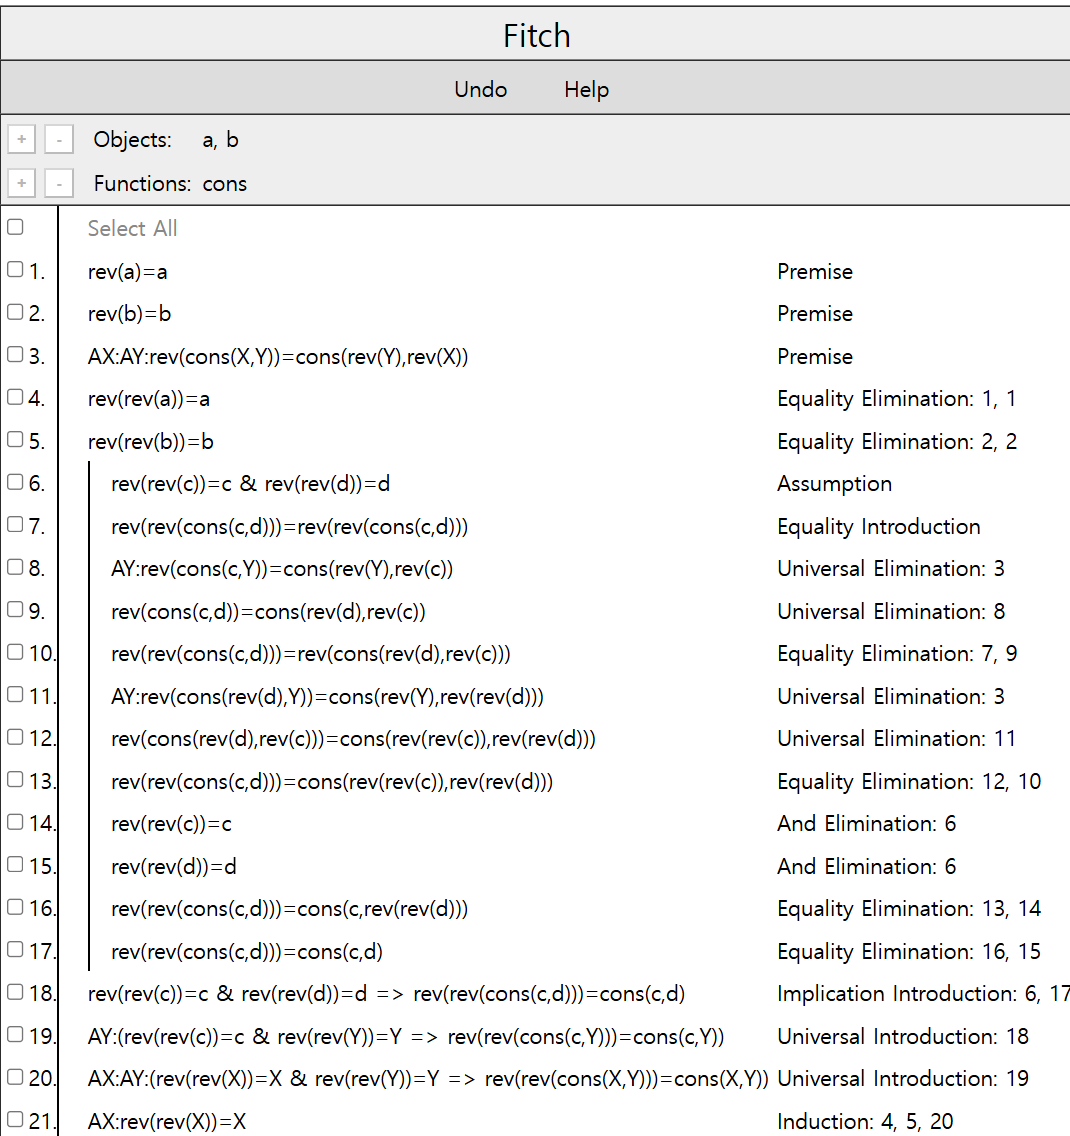 Fitch
Undo Help
+ - Objects: a, b
+ - Functions: cons
Select All
1. rev(a)=a Premise
2. rev(b)=b Premise
3. AX:AY:rev(cons(X,Y))=cons(rev(Y),rev(X)) Premise
4. rev(rev(a))=a Equality Elimination: 1, 1
5. rev(rev(b))=b Equality Elimination: 2, 2
6. rev(rev(c))=c & rev(rev(d))=d Assumption
7. rev(rev(cons(c,d)))=rev(rev(cons(c,d))) Equality Introduction
8. AY:rev(cons(c,Y))=cons(rev(Y),rev(c)) Universal Elimination: 3
9. rev(cons(c,d))=cons(rev(d),rev(c)) Universal Elimination: 8
10. rev(rev(cons(c,d)))=rev(cons(rev(d),rev(c))) Equality Elimination: 7, 9
11. AY:rev(cons(rev(d),Y))=cons(rev(Y),rev(rev(d))) Universal Elimination: 3
12. rev(cons(rev(d),rev(c)))=cons(rev(rev(c)),rev(rev(d))) Universal Elimination: 11
13. rev(rev(cons(c,d)))=cons(rev(rev(c)),rev(rev(d))) Equality Elimination: 12, 10
14. rev(rev(c))=c And Elimination: 6
15. rev(rev(d))=d And Elimination: 6
16. rev(rev(cons(c,d)))=cons(c,rev(rev(d))) Equality Elimination: 13, 14
17. rev(rev(cons(c,d)))=cons(c,d) Equality Elimination: 16, 15
18. rev(rev(c))=c & rev(rev(d))=d => rev(rev(cons(c,d)))=cons(c,d) Implication Introduction: 6, 17
19. AY:(rev(rev(c))=c & rev(rev(Y))=Y => rev(rev(cons(c,Y)))=cons(c,Y)) Universal Introduction: 18
20. AX:AY:(rev(rev(X))=X & rev(rev(Y))=Y => rev(rev(cons(X,Y)))=cons(X,Y)) Universal Introduction: 19
21. AX:rev(rev(X))=X Induction: 4, 5, 20